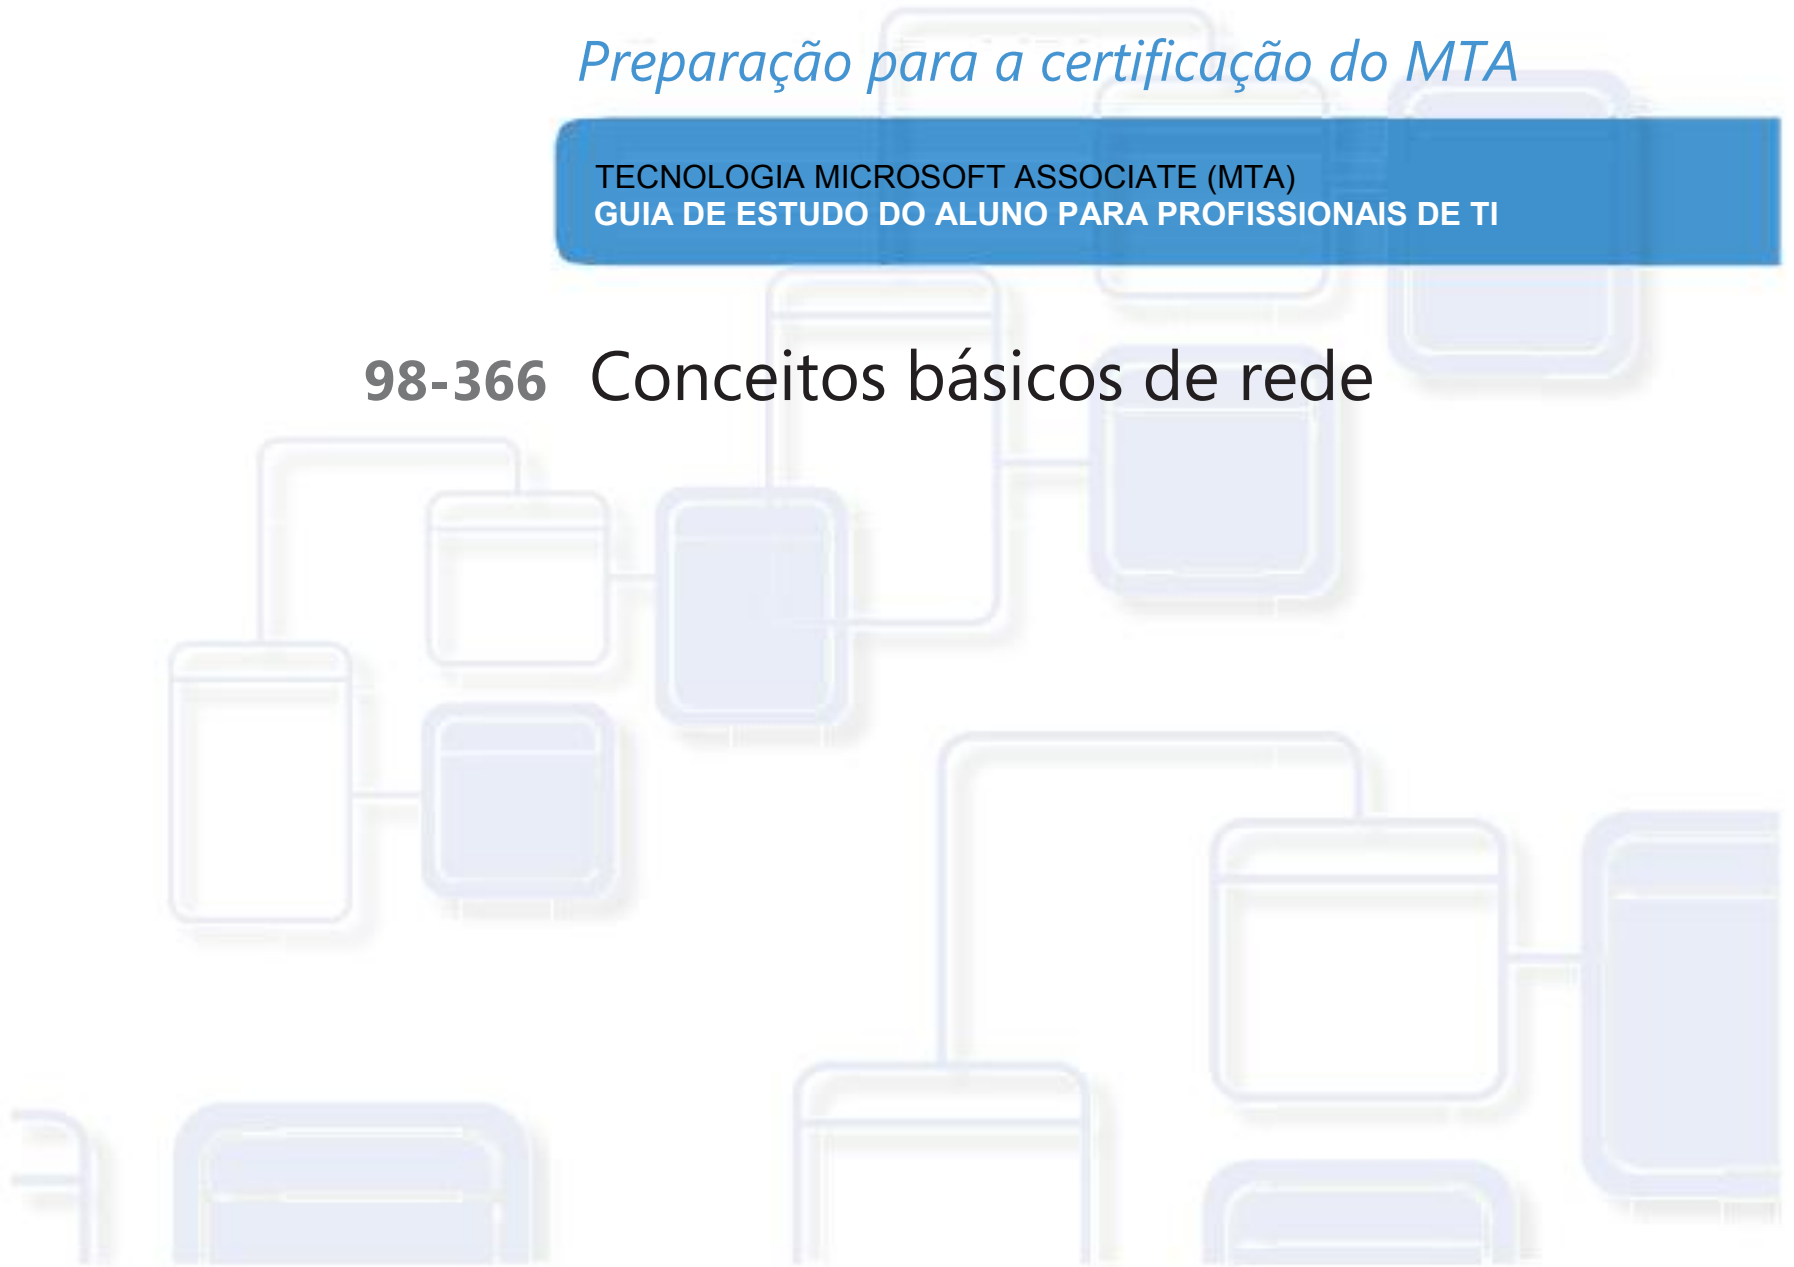 Preparação para a certificação do MTA
TECNOLOGIA MICROSOFT ASSOCIATE (MTA)
GUIA DE ESTUDO DO ALUNO PARA PROFISSIONAIS DE TI
98-366 Conceitos básicos de rede